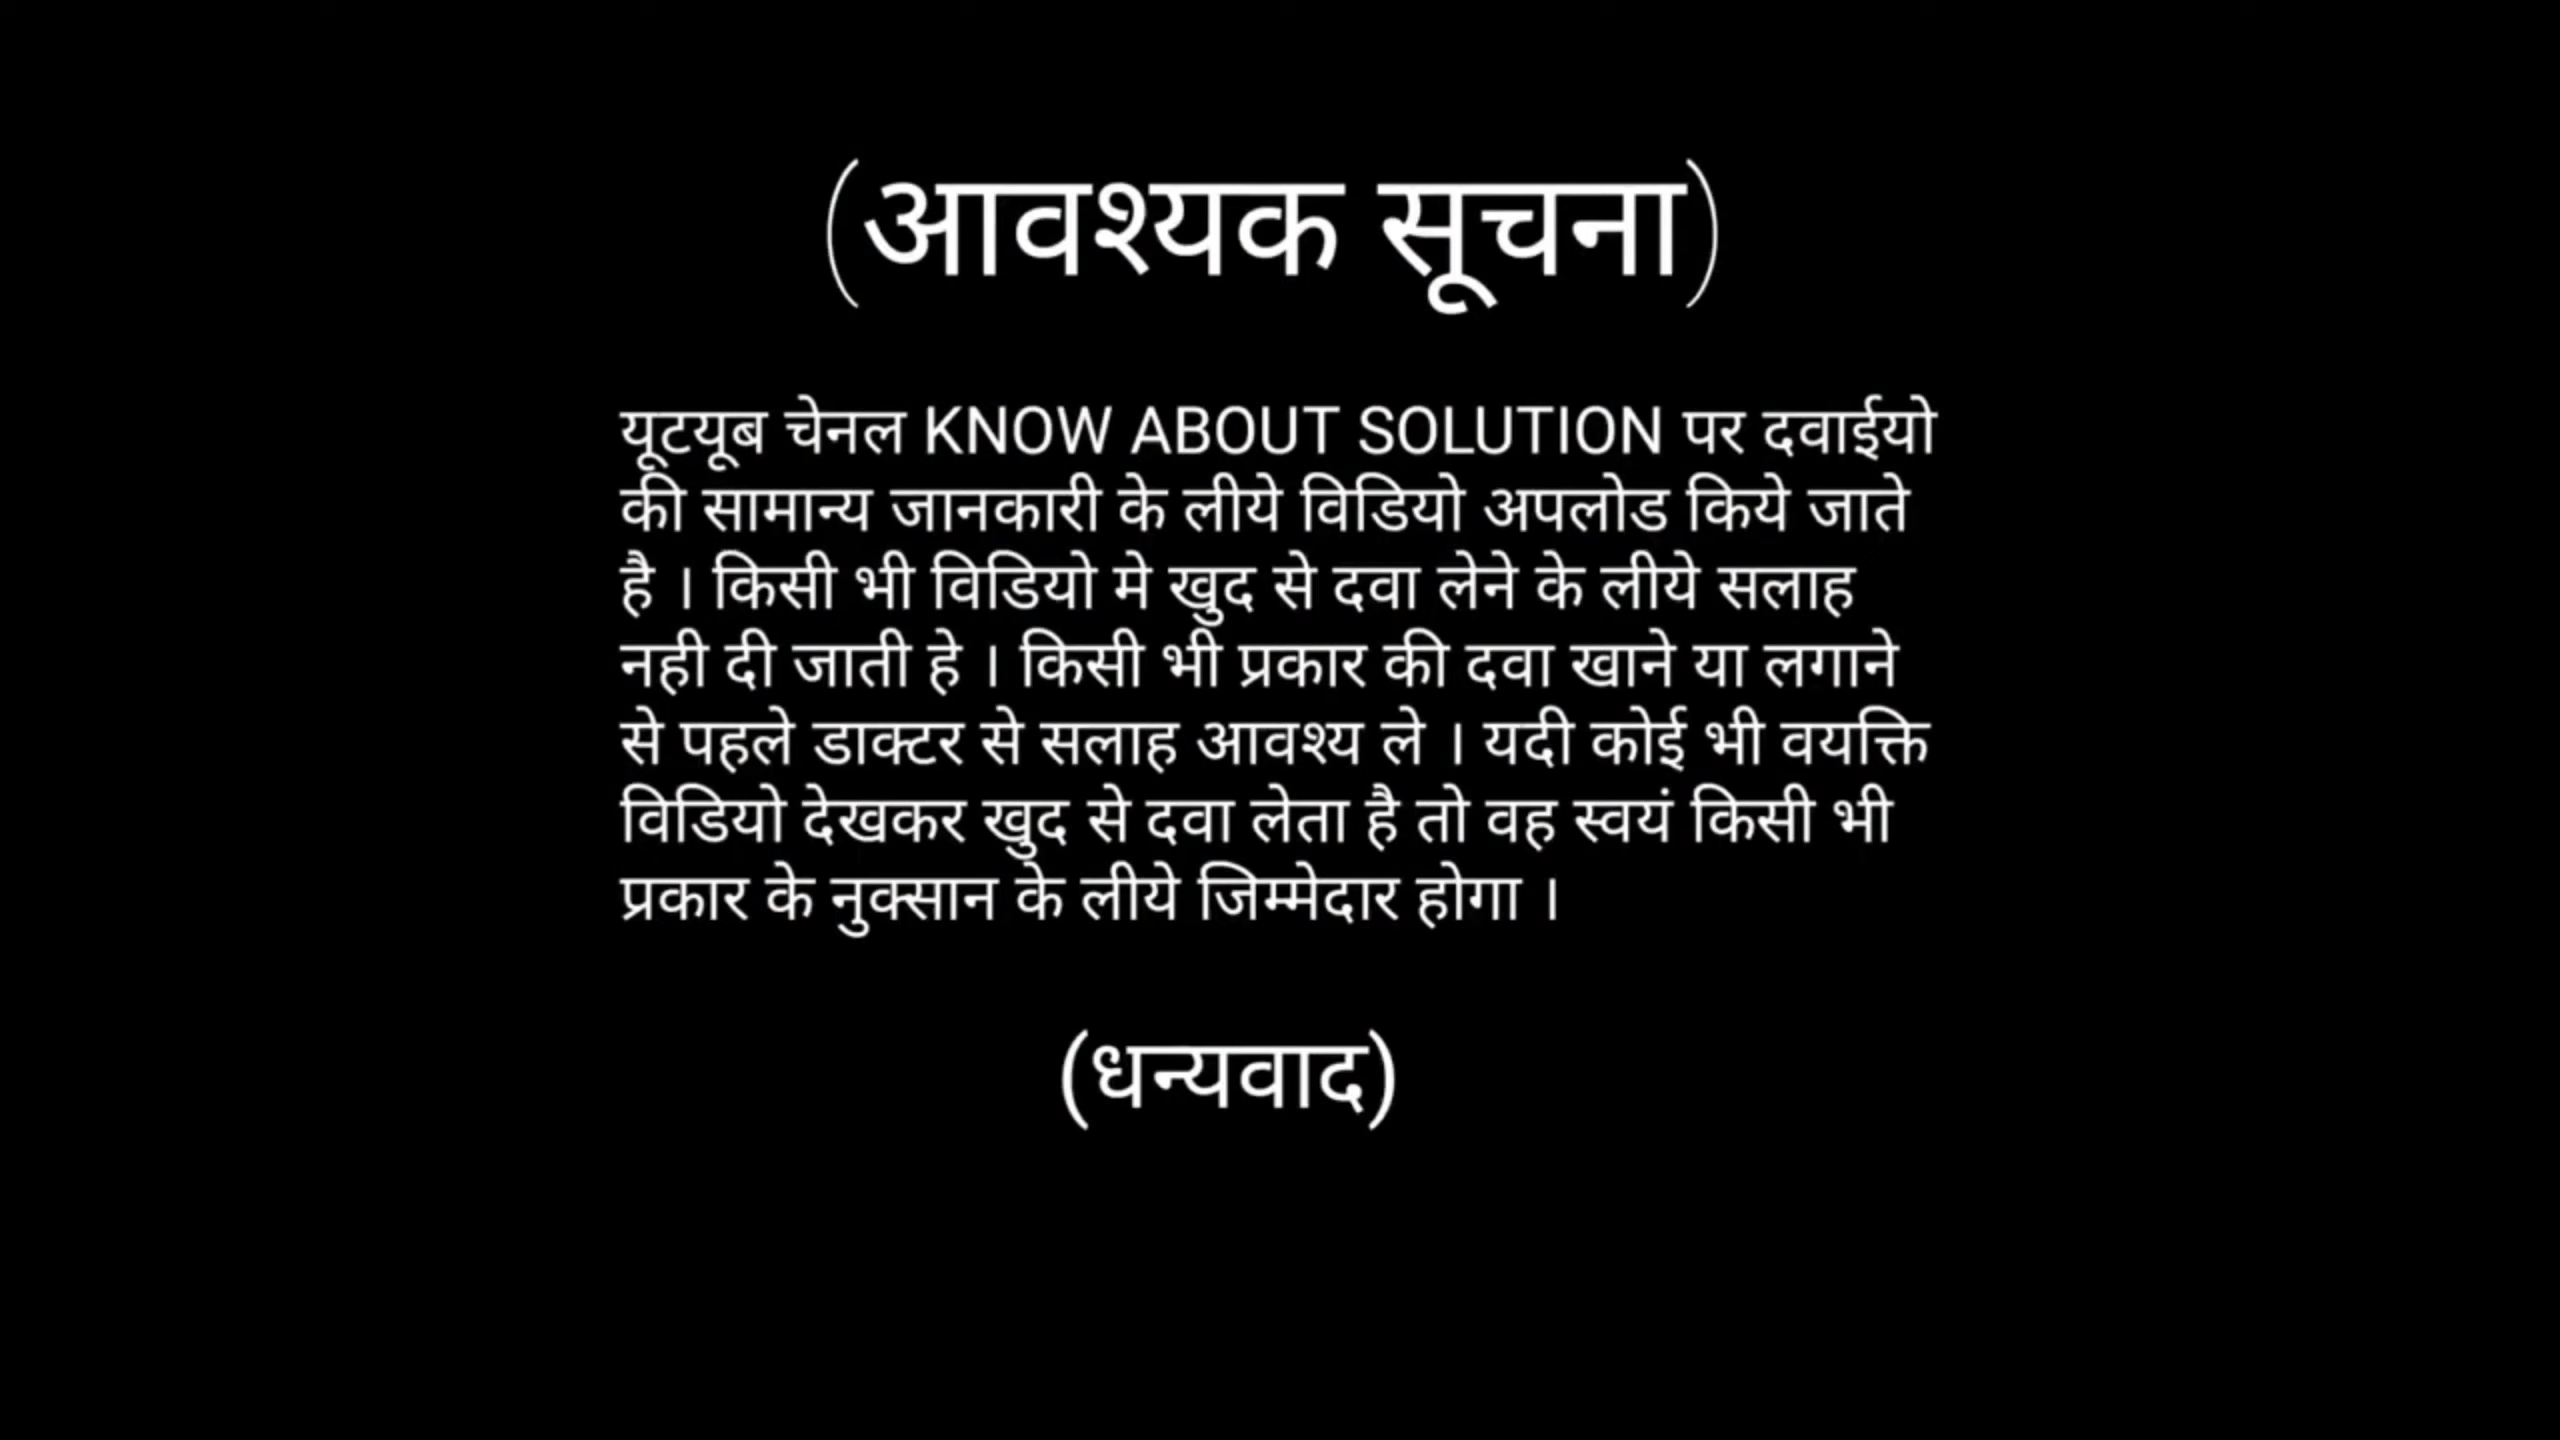 (आवश्यक सूचना)
यूटयूब चेनल KNOW ABOUT SOLUTION पर दवाईयो
की सामान्य जानकारी के लीये विडियो अपलोड किये जाते
है । किसी भी विडियो मे खुद से दवा लेने के लीये सलाह
नही दी जाती हे । किसी भी प्रकार की दवा खाने या लगाने
से पहले डाक्टर से सलाह आवश्य ले । यदी कोई भी वयक्ति
विडियो देखकर खुद से दवा लेता है तो वह स्वयं किसी भी
प्रकार के नुक्सान के लीये जिम्मेदार होगा ।
(धन्यवाद)